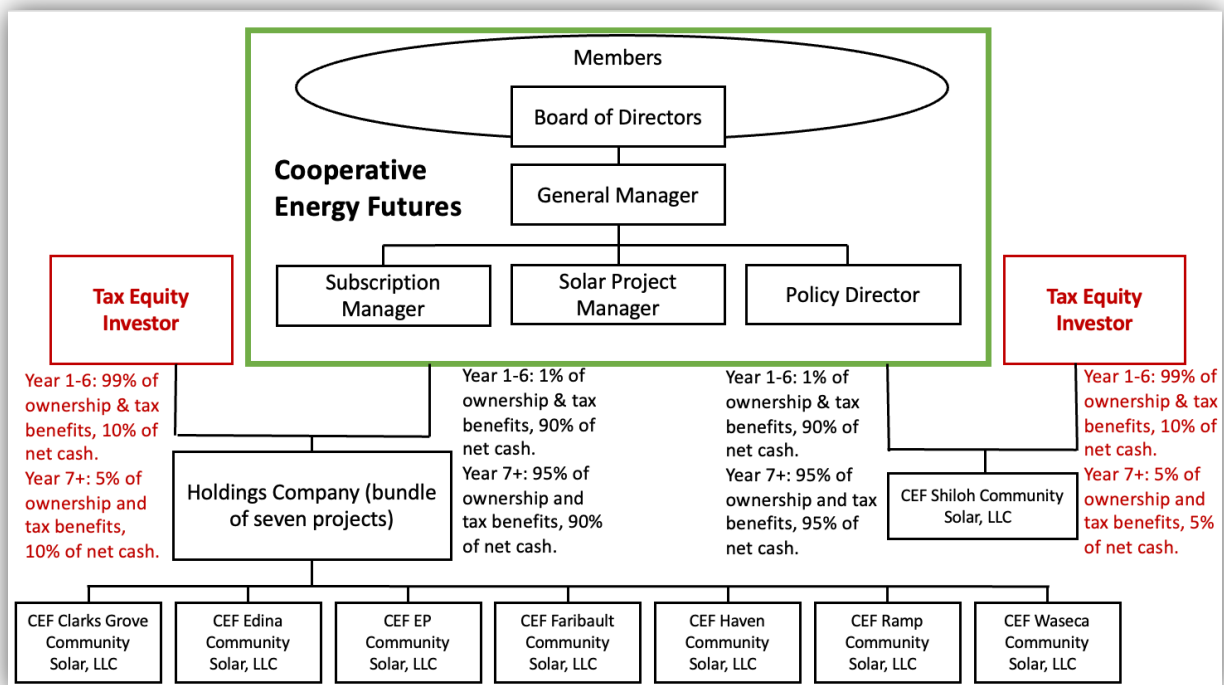 Members
Board of Directors
Cooperative
Energy Futures
General Manager
Subscription
Manager
Solar Project
Manager
Policy Director
Tax Equity
Investor
Tax Equity
Investor
Year 1-6: 99% of
ownership & tax
benefits, 10% of
net cash.
Year 7+: 5% of
ownership and
tax benefits,
10% of net cash.
Year 1-6: 1% of
ownership & tax
benefits, 90% of
net cash.
Year 7+: 95% of
ownership and
tax benefits, 90%
of net cash.
Year 1-6: 1% of
ownership & tax
benefits, 90% of
net cash.
Year 7+: 95% of
ownership and tax
benefits, 95% of
net cash.
Year 1-6: 99% of
ownership & tax
benefits, 10% of
net cash.
Year 7+: 5% of
ownership and
tax benefits, 5%
of net cash.
Holdings Company (bundle
of seven projects)
CEF Shiloh Community
Solar, LLC
CEF Clarks Grove
Community
Solar, LLC
CEF Edina
Community
Solar, LLC
CEF EP
Community
Solar, LLC
CEF Faribault
Community
Solar, LLC
CEF Haven
Community
Solar, LLC
CEF Ramp
Community
Solar, LLC
CEF Waseca
Community
Solar, LLC